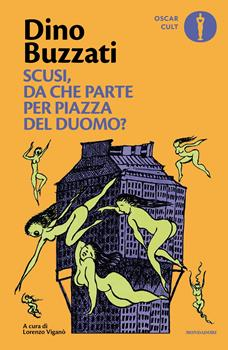 Dino
Buzzati
OSCAR
CULT
SCUSI,
DA CHE PARTE
PER PIAZZA
DEL DUOMO?
A cura di
Lorenzo Viganò
MONDADORI